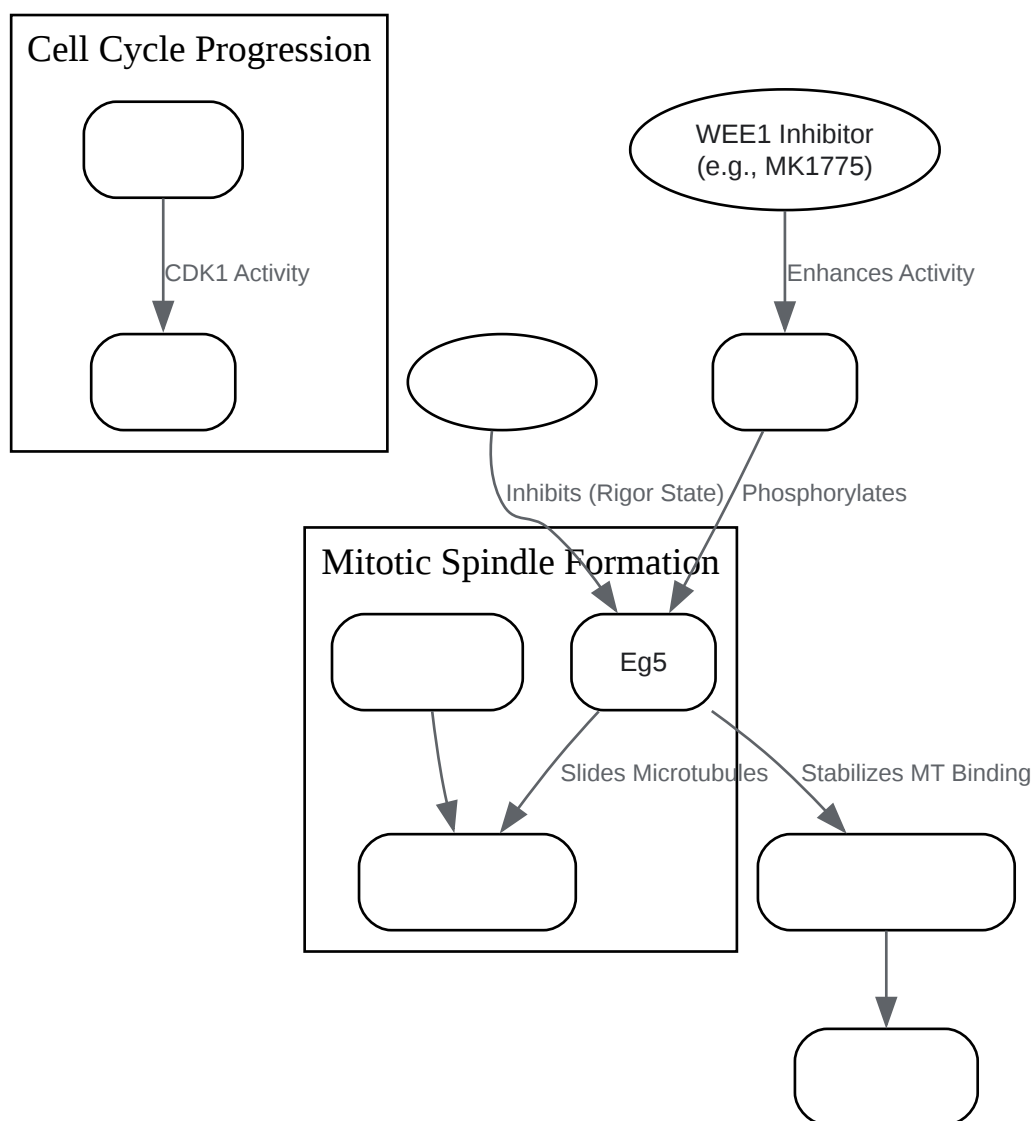 Cell Cycle Progression
WEE1 Inhibitor
(e.g., MK1775)
CDK1 Activity
Enhances Activity
Inhibits (Rigor State)
Phosphorylates
Mitotic Spindle Formation
Eg5
Slides Microtubules
Stabilizes MT Binding